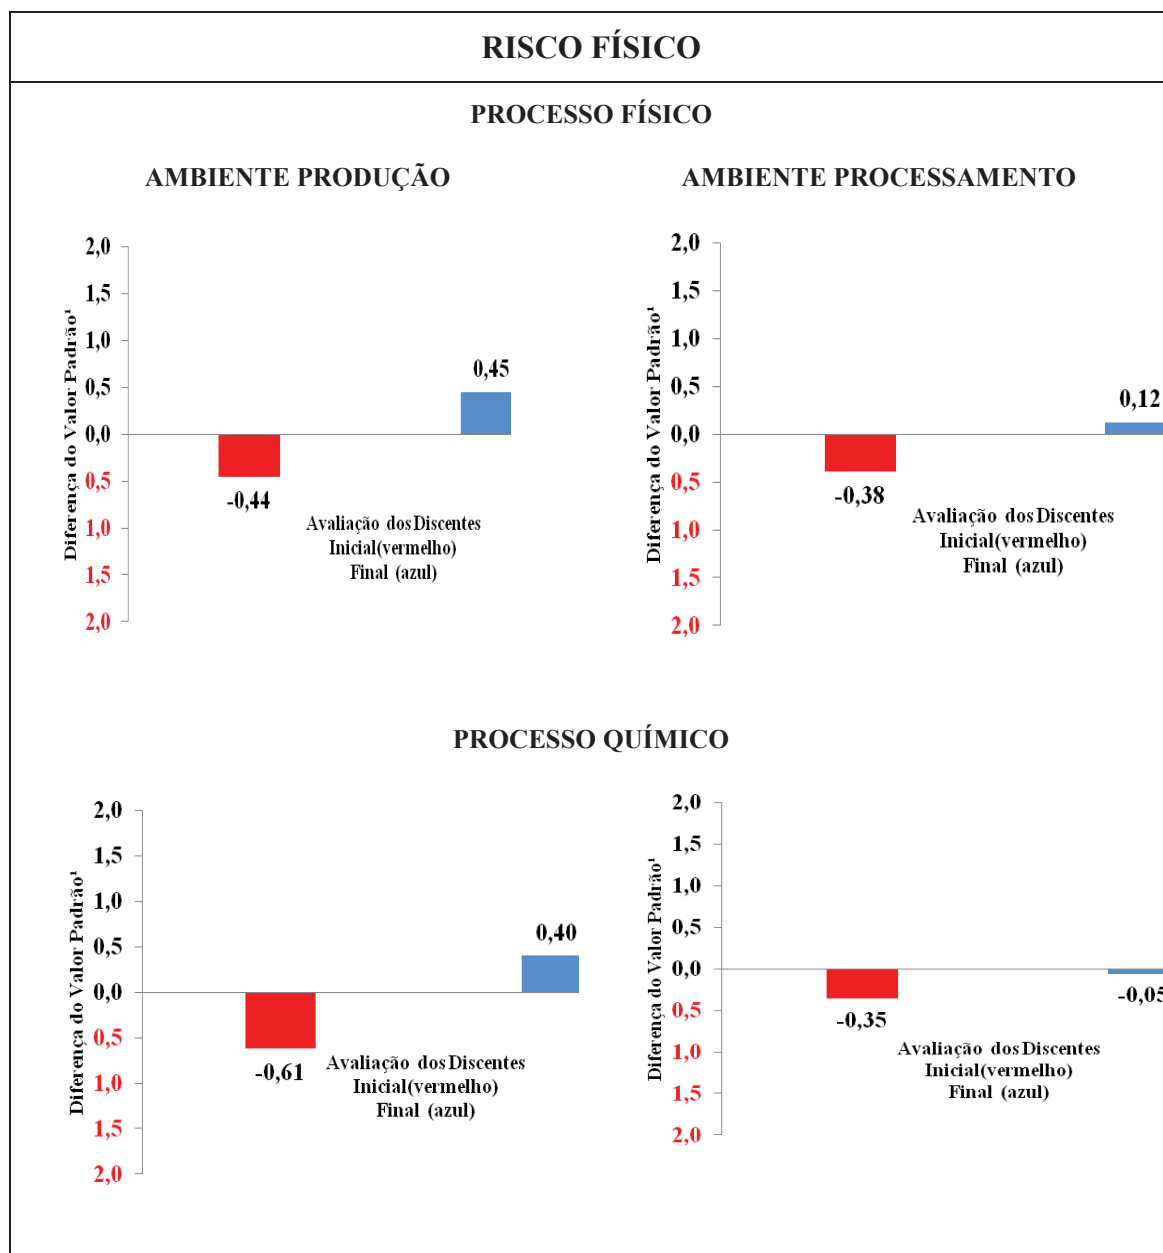 RISCO FÍSICO
PROCESSO FÍSICO
AMBIENTE PRODUÇÃO
Diferença do Valor Padrão¹
2,0
1,5
1,0
0,5
0,0
0,5
1,0
1,5
2,0
0,45
-0,44
Avaliação dos Discentes
Inicial(vermelho)
Final (azul)
AMBIENTE PROCESSAMENTO
Diferença do Valor Padrão¹
2,0
1,5
1,0
0,5
0,0
0,5
1,0
1,5
2,0
0,12
-0,38
Avaliação dos Discentes
Inicial(vermelho)
Final (azul)
PROCESSO QUÍMICO
Diferença do Valor Padrão¹
2,0
1,5
1,0
0,5
0,0
0,5
1,0
1,5
2,0
0,40
-0,61
Avaliação dos Discentes
Inicial(vermelho)
Final (azul)
Diferença do Valor Padrão¹
2,0
1,5
1,0
0,5
0,0
0,5
1,0
1,5
2,0
-0,05
-0,35
Avaliação dos Discentes
Inicial(vermelho)
Final (azul)